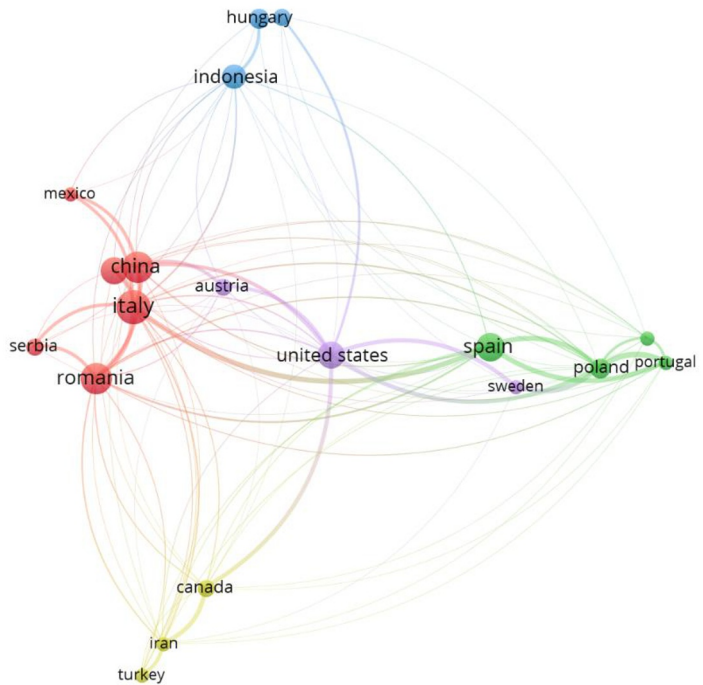 hungary
indonesia
mexico
china
austria
italy
serbia
united states
spain
romania
poland
portugal
sweden
canada
iran
turkey